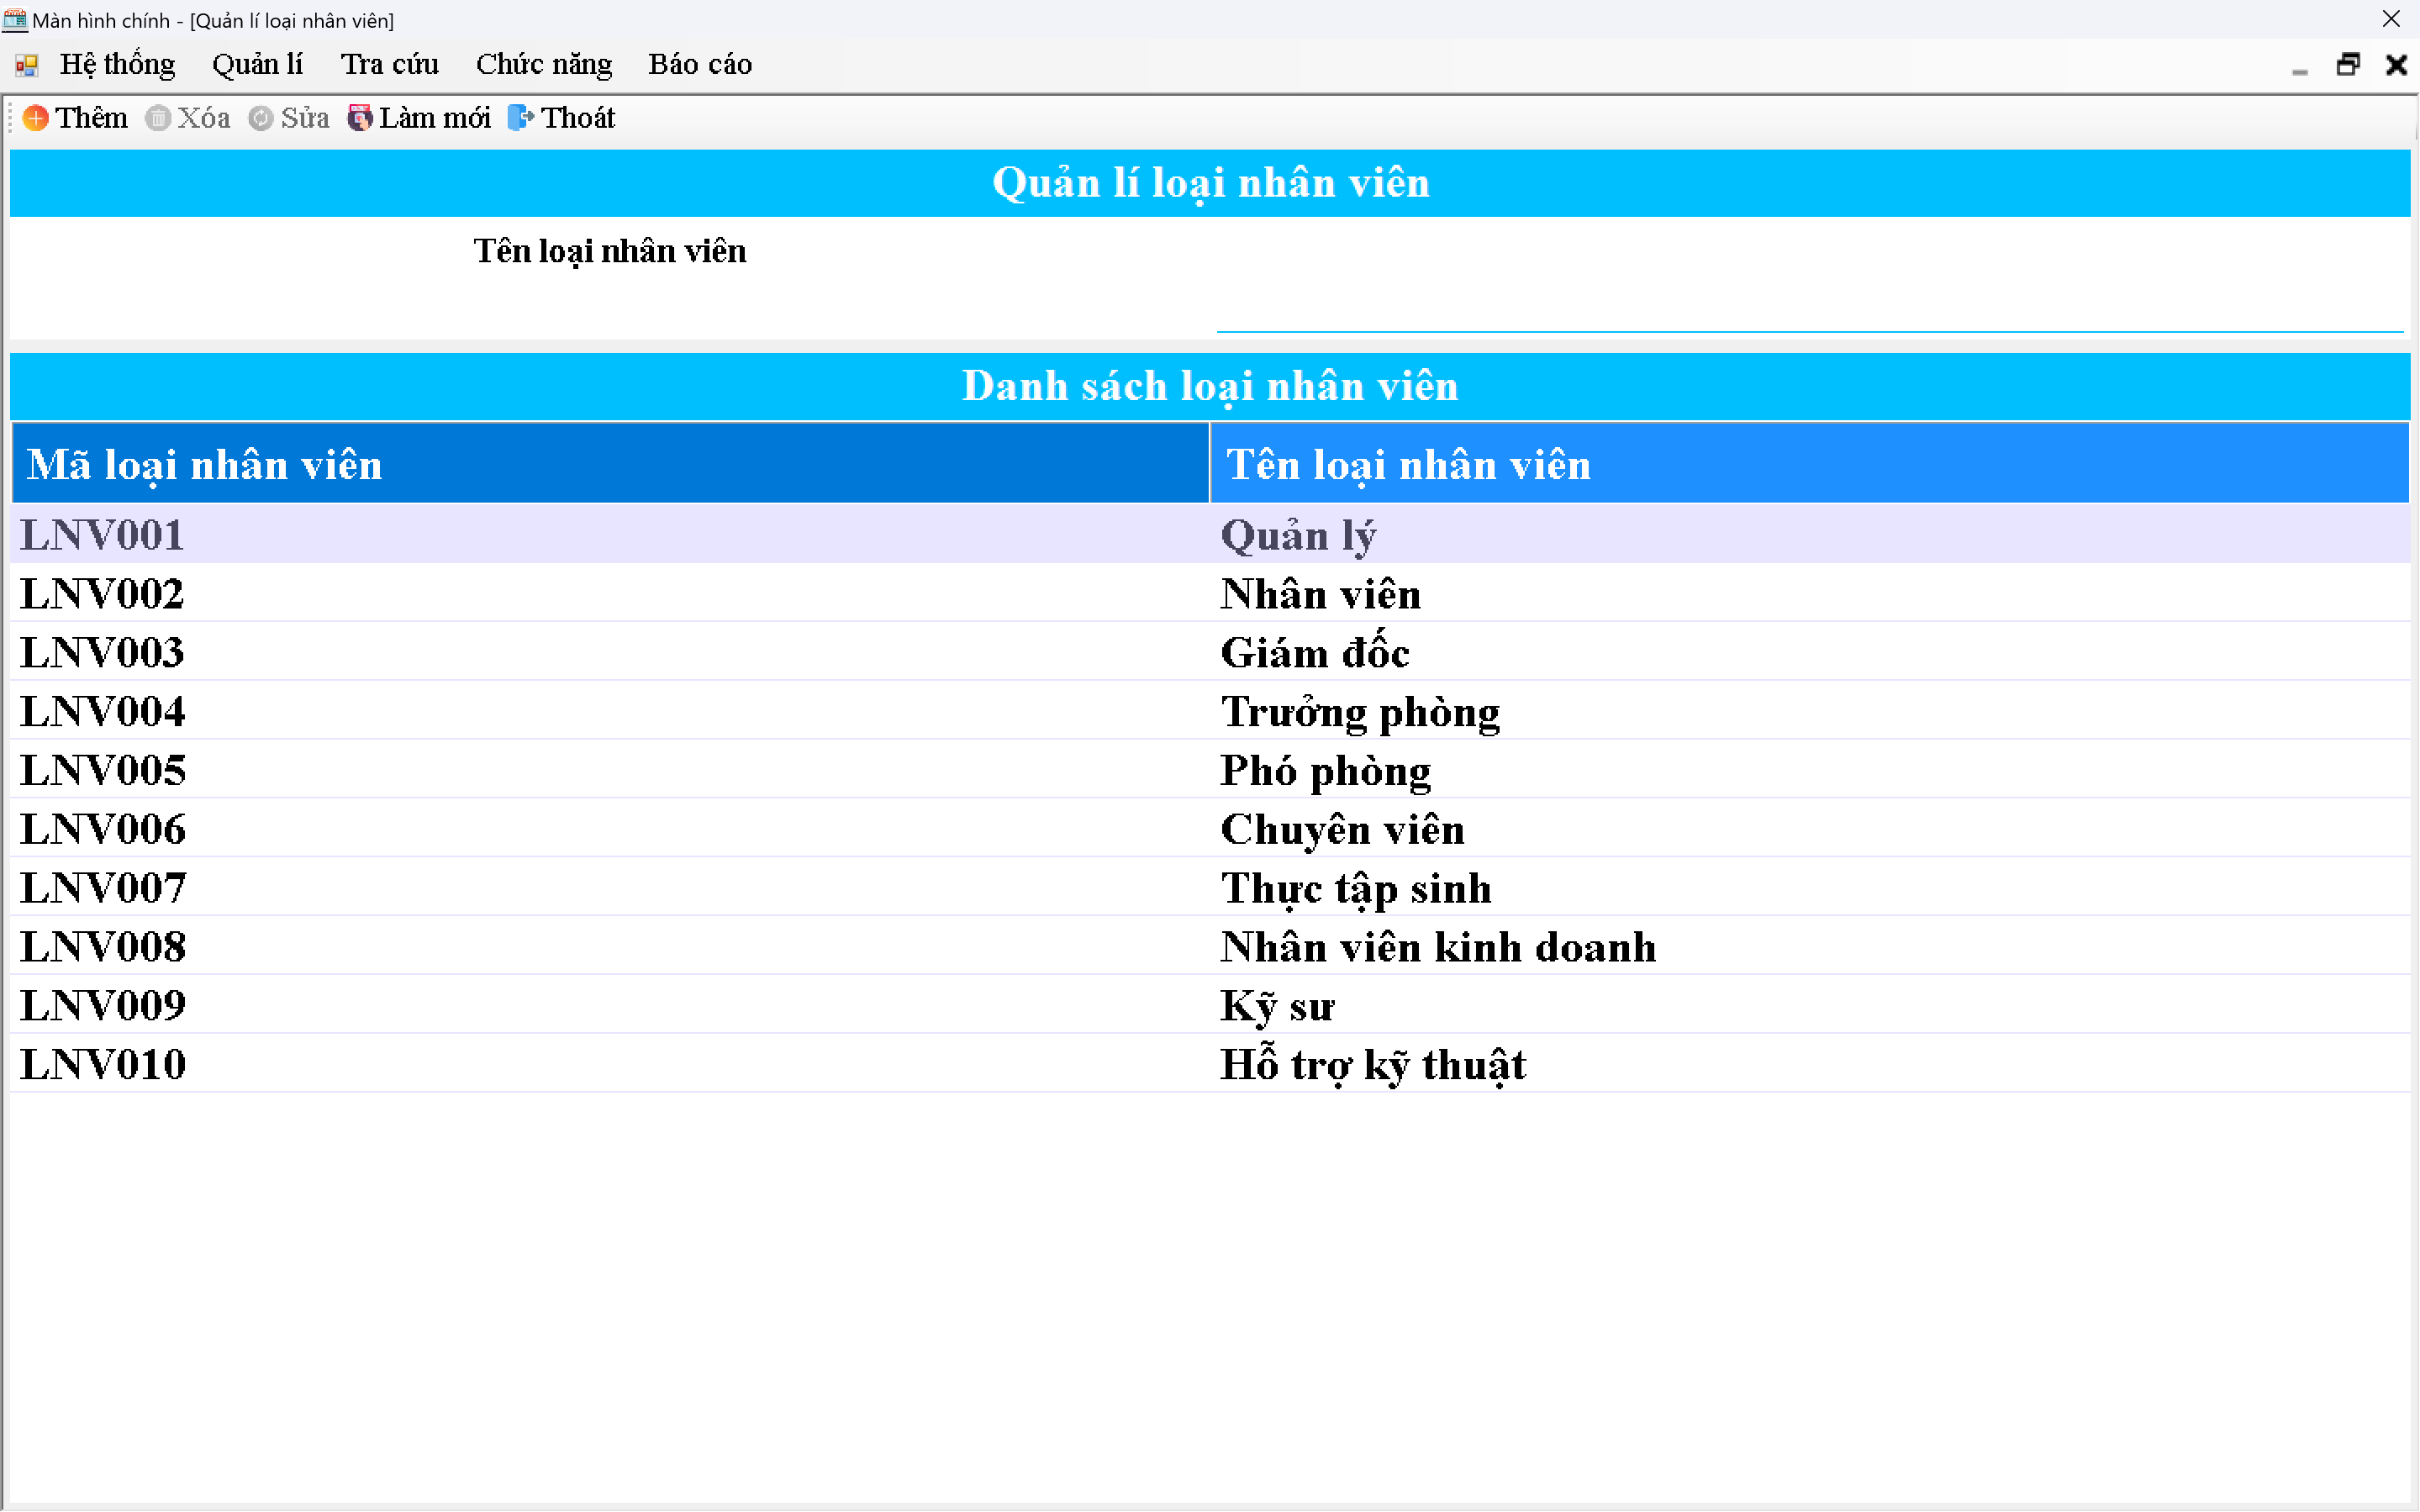 Màn hình chính - [Quản lí loại nhân viên]
Hệ thống Quản lí Tra cứu Chức năng Báo cáo
Thêm Xóa Sửa Làm mới Thoát
Quản lí loại nhân viên
Tên loại nhân viên
Danh sách loại nhân viên
Mã loại nhân viên Tên loại nhân viên
LNV001 Quản lý
LNV002 Nhân viên
LNV003 Giám đốc
LNV004 Trưởng phòng
LNV005 Phó phòng
LNV006 Chuyên viên
LNV007 Thực tập sinh
LNV008 Nhân viên kinh doanh
LNV009 Kỹ sư
LNV010 Hỗ trợ kỹ thuật